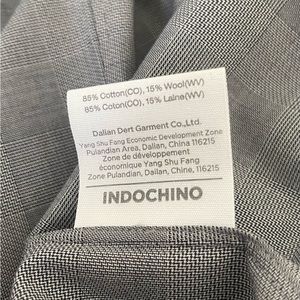 85% Cotton(CO), 15% Wool(WV)
85% Coton(CO), 15% Laine(WV)
Dalian Dert Garment Co.,Ltd.
Yang Shu Fang Economic Development Zone
Pulandian Area, Dalian, China 116215
Zone de développement
économique Yang Shu Fang
Zone Pulandian, Dalian, Chine, 116215
INDOCHINO